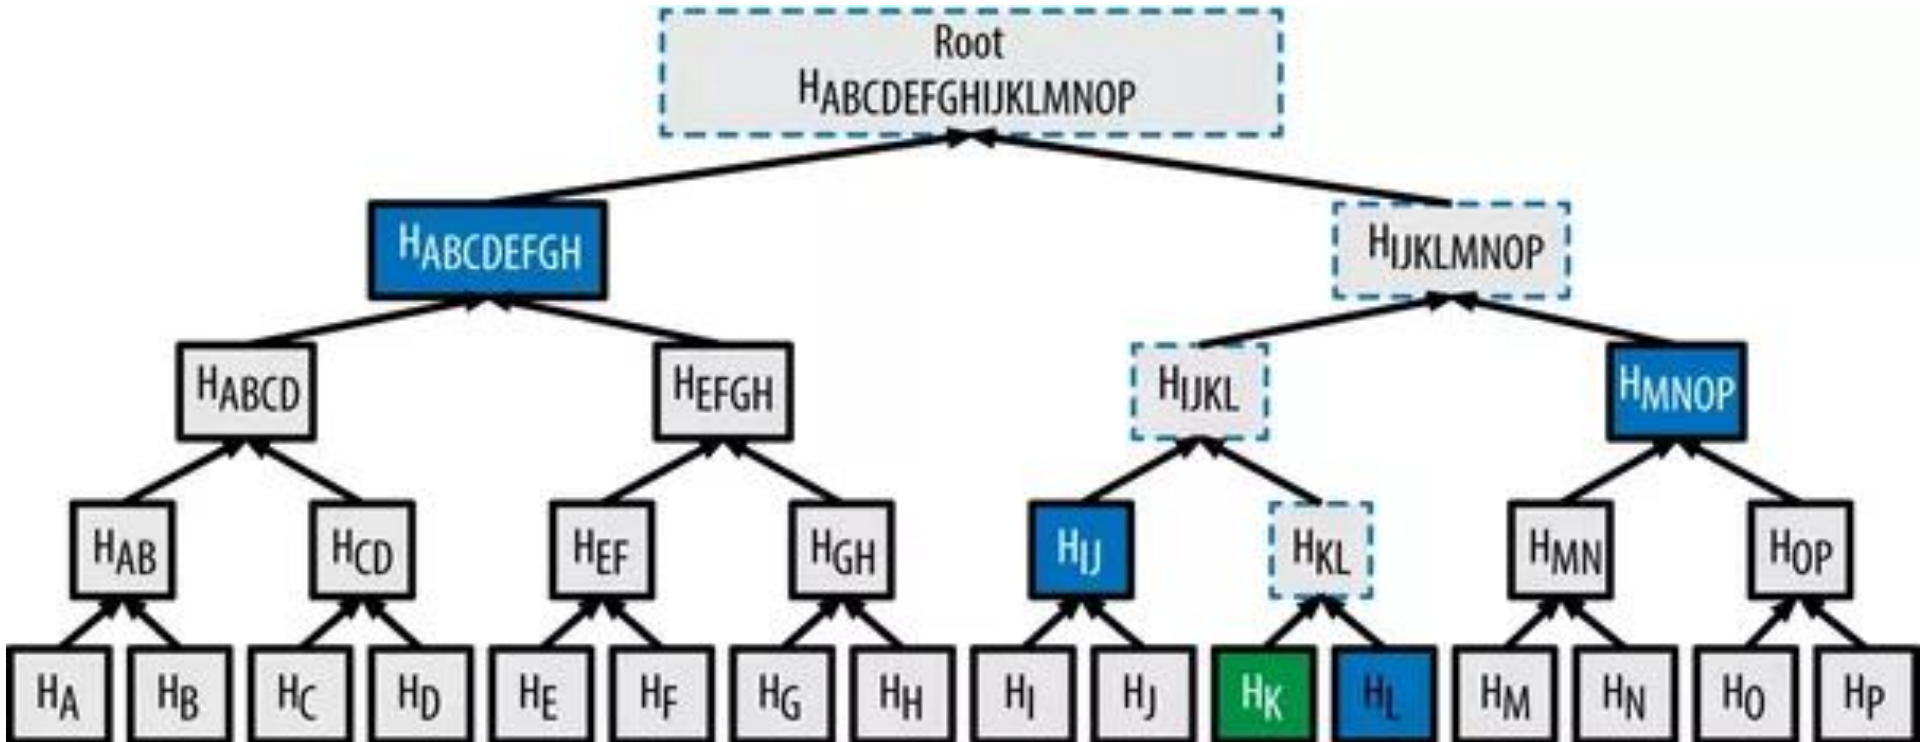 Root
HABCDEFGHIJKLMNOP
HABCDEFGH
HIJKLMNOP
HABCD
HEFGH
HIJKL
HMNOP
HAB
HCD
HEF
HGH
HIJ
HKL
HMN
HOP
HA
HB
HC
HD
HE
HF
HG
HH
HI
HJ
HK
HL
HM
HN
HO
HP